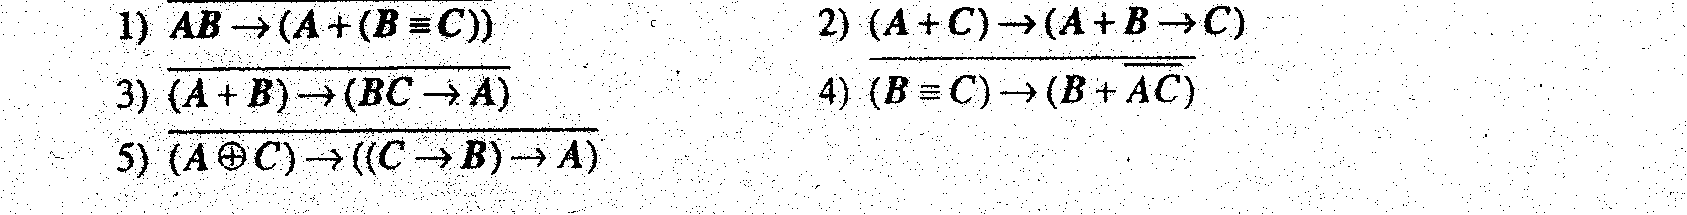 1) $\overline{AB \to (A + (B \equiv C))}$ 2) $(A + C) \to (A + B \to C)$
3) $\overline{(A + B) \to (BC \to A)}$ 4) $\overline{(B \equiv C) \to (B + \overline{AC})}$
5) $\overline{(A \oplus C) \to ((C \to B) \to A)}$